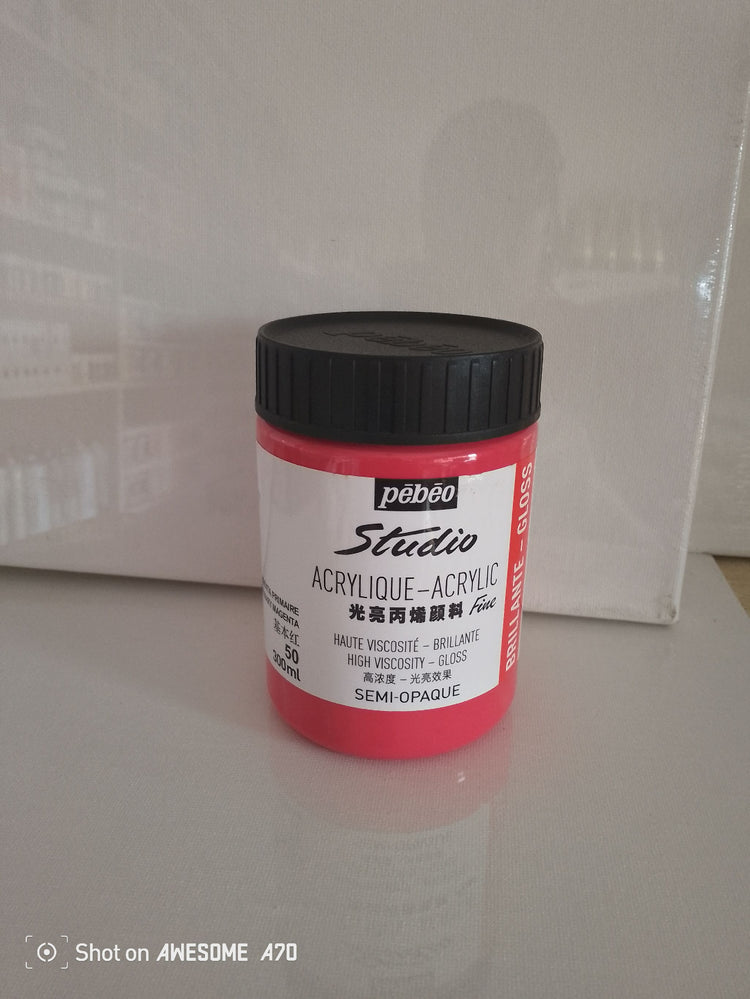 pēbēo
pēbēo
Studio
ACRYLIQUE–ACRYLIC
光亮丙烯颜料 Fine
HAUTE VISCOSITÉ – BRILLANTE
HIGH VISCOSITY – GLOSS
高浓度 – 光亮效果
SEMI-OPAQUE
PRIMAIRE
MAGENTA
基本红
50
300ml
BRILLANTE – GLOSS
Shot on AWESOME A70